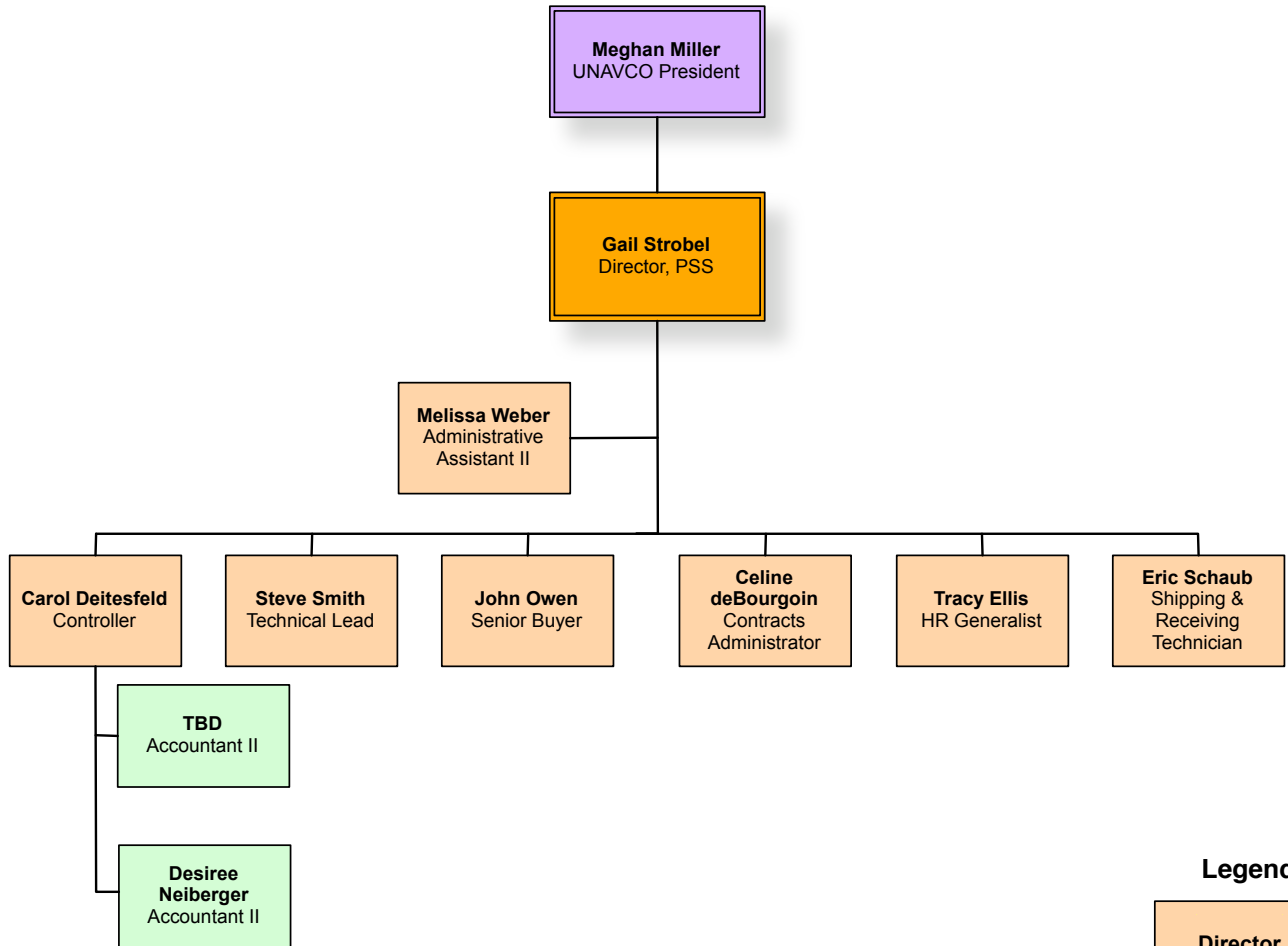 Meghan Miller
UNAVCO President
Gail Strobel
Director, PSS
Melissa Weber
Administrative
Assistant II
Carol Deitesfeld
Controller
Steve Smith
Technical Lead
John Owen
Senior Buyer
Celine
deBourgoin
Contracts
Administrator
Tracy Ellis
HR Generalist
Eric Schaub
Shipping &
Receiving
Technician
TBD
Accountant II
Desiree
Neiberger
Accountant II
Legend
Director